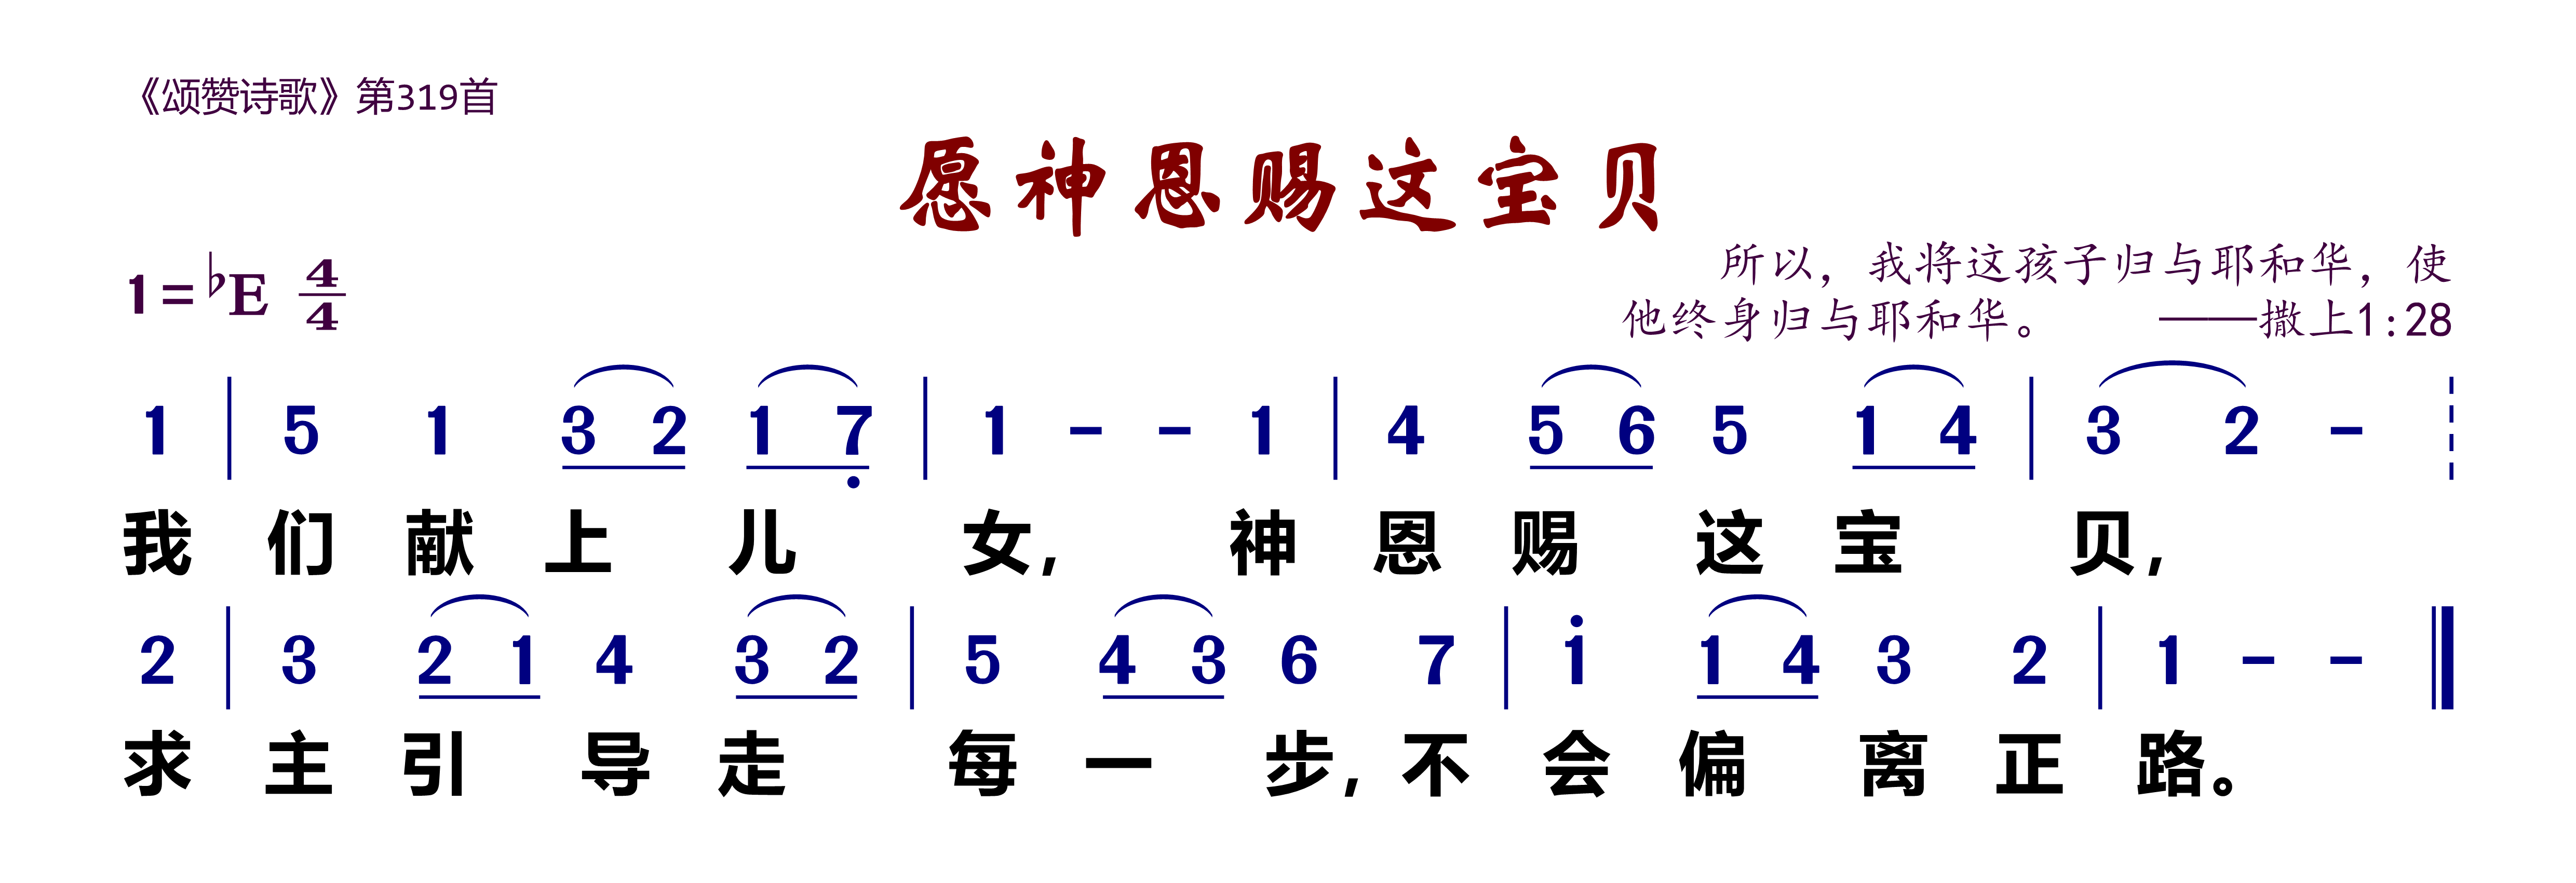 《颂赞诗歌》第319首
愿神恩赐这宝贝
所以，我将这孩子归与耶和华，使
他终身归与耶和华。 ——撒上1:28
1=♭E 4/4
1 | 5 1 3 2 1 7̣ | 1 - - 1 | 4 5 6 5 1 4 | 3 2 - ¦
我们献上儿女，神恩赐这宝贝，
2 | 3 2 1 4 3 2 | 5 4 3 6 7 | 1̇ 1 4 3 2 | 1 - - ‖
求主引导走每一步，不会偏离正路。